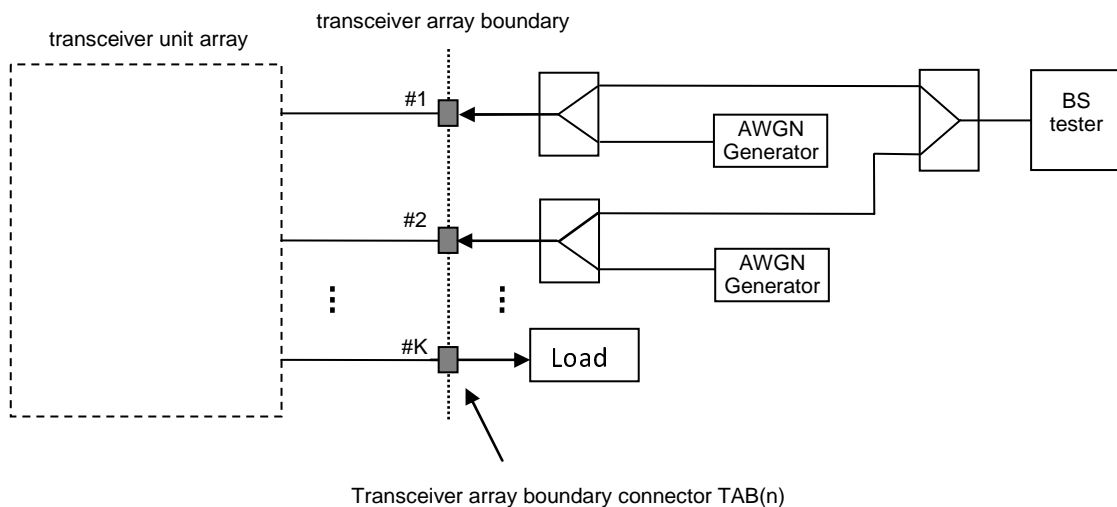 transceiver array boundary
transceiver unit array
#1
BS
tester
AWGN
Generator
#2
AWGN
Generator
#K
Load
Transceiver array boundary connector TAB(n)